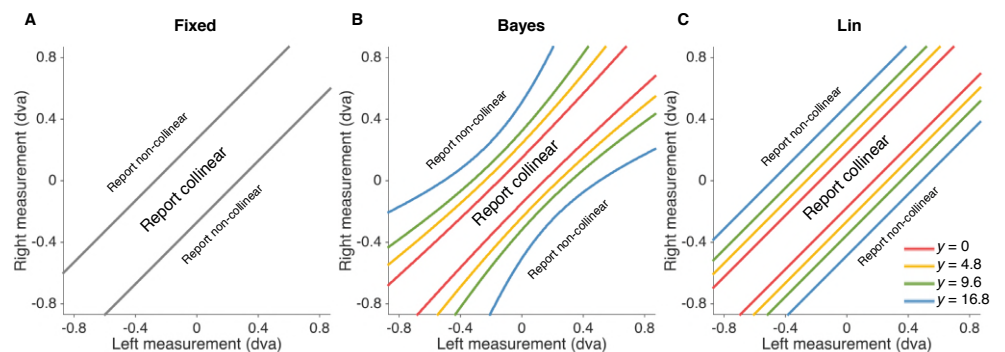 A
Fixed
0.8
0.4
0
-0.4
-0.8
-0.8
-0.4
0
0.4
0.8
Right measurement (dva)
Left measurement (dva)
Report non-collinear
Report collinear
Report non-collinear
B
Bayes
0.8
0.4
0
-0.4
-0.8
-0.8
-0.4
0
0.4
0.8
Right measurement (dva)
Left measurement (dva)
Report non-collinear
Report collinear
Report non-collinear
C
Lin
0.8
0.4
0
-0.4
-0.8
-0.8
-0.4
0
0.4
0.8
Right measurement (dva)
Left measurement (dva)
Report non-collinear
Report collinear
Report non-collinear
y = 0
y = 4.8
y = 9.6
y = 16.8